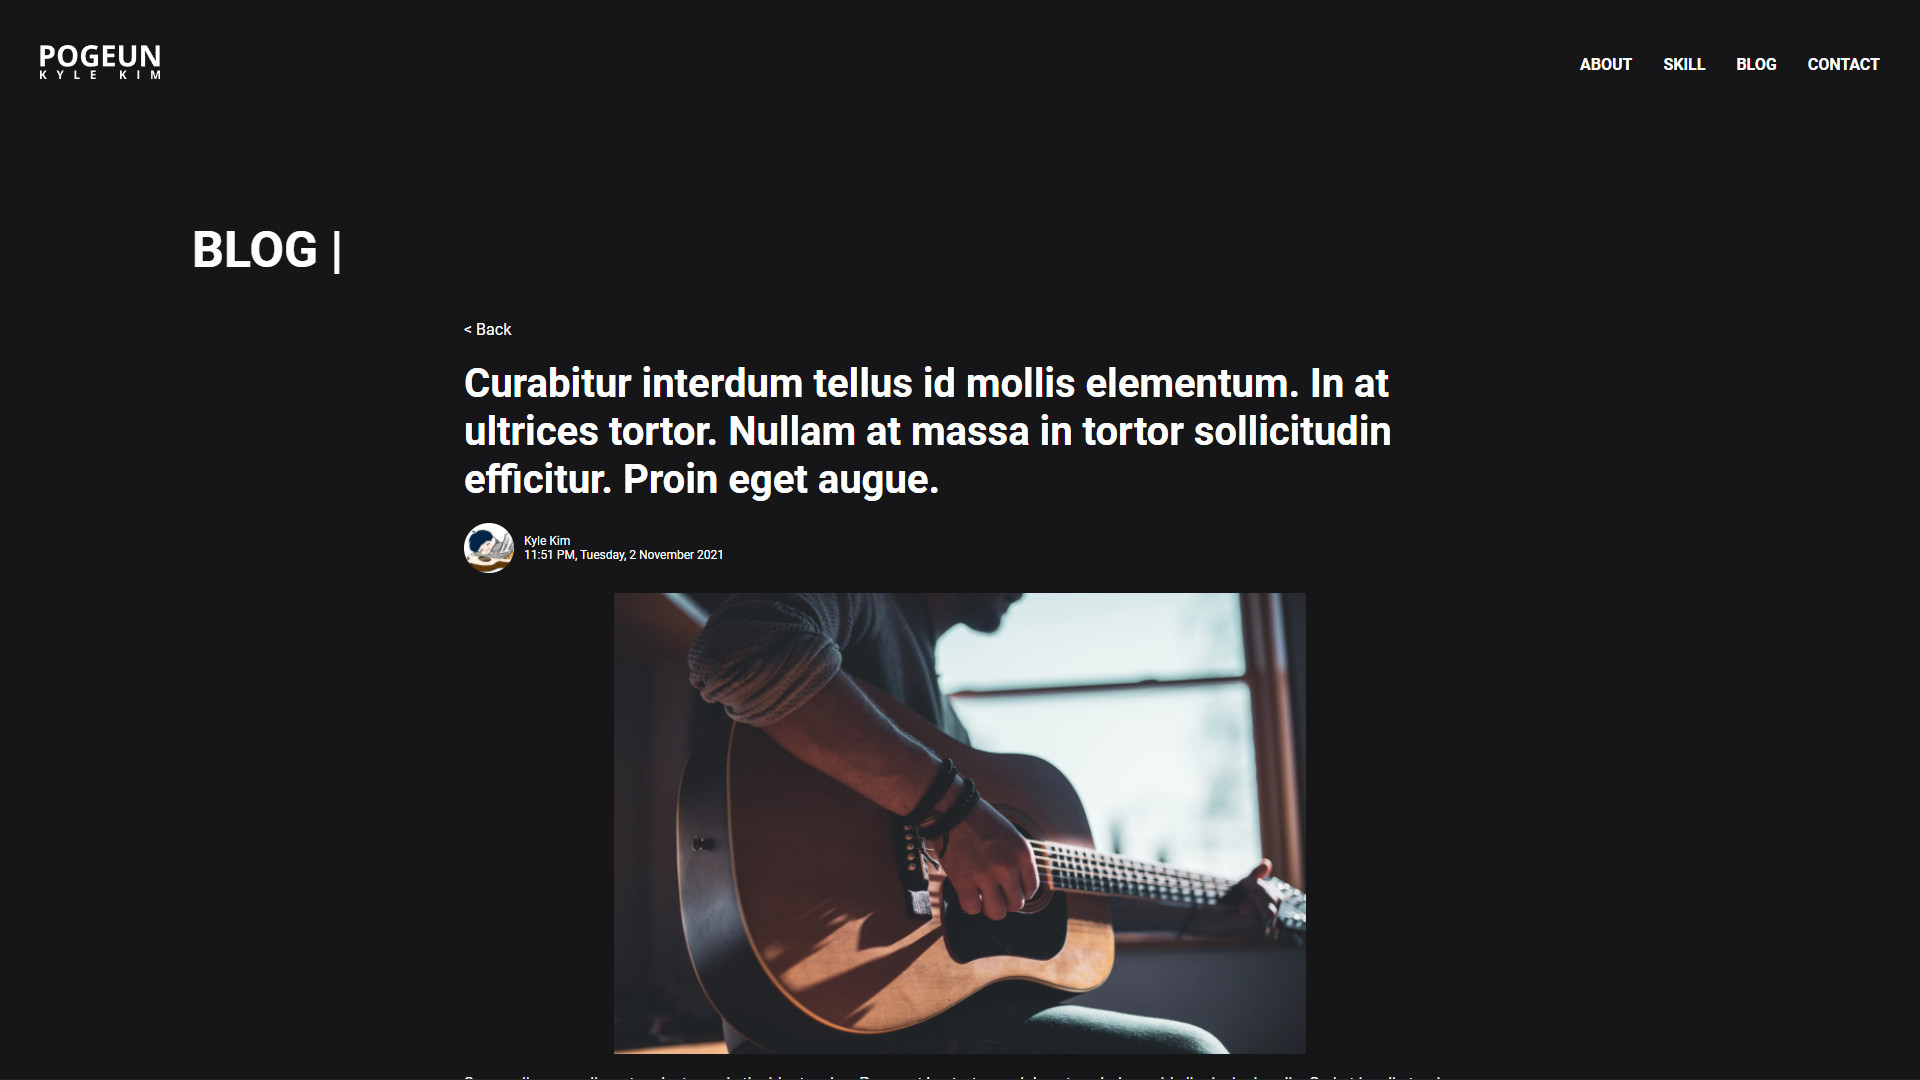 POGEUN
KYLE KIM
ABOUT SKILL BLOG CONTACT
BLOG |
< Back
Curabitur interdum tellus id mollis elementum. In at
ultrices tortor. Nullam at massa in tortor sollicitudin
efficitur. Proin eget augue.
Kyle Kim
11:51 PM, Tuesday, 2 November 2021